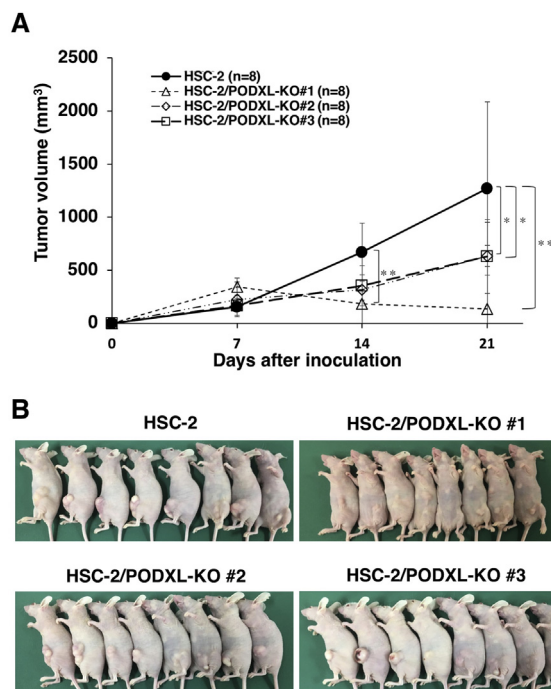 A
2500
2000
1500
1000
500
0
Tumor volume (mm³)
HSC-2 (n=8)
HSC-2/PODXL-KO#1 (n=8)
HSC-2/PODXL-KO#2 (n=8)
HSC-2/PODXL-KO#3 (n=8)
**
*
*
**
0 7 14 21
Days after inoculation
B
HSC-2
HSC-2/PODXL-KO #1
HSC-2/PODXL-KO #2
HSC-2/PODXL-KO #3